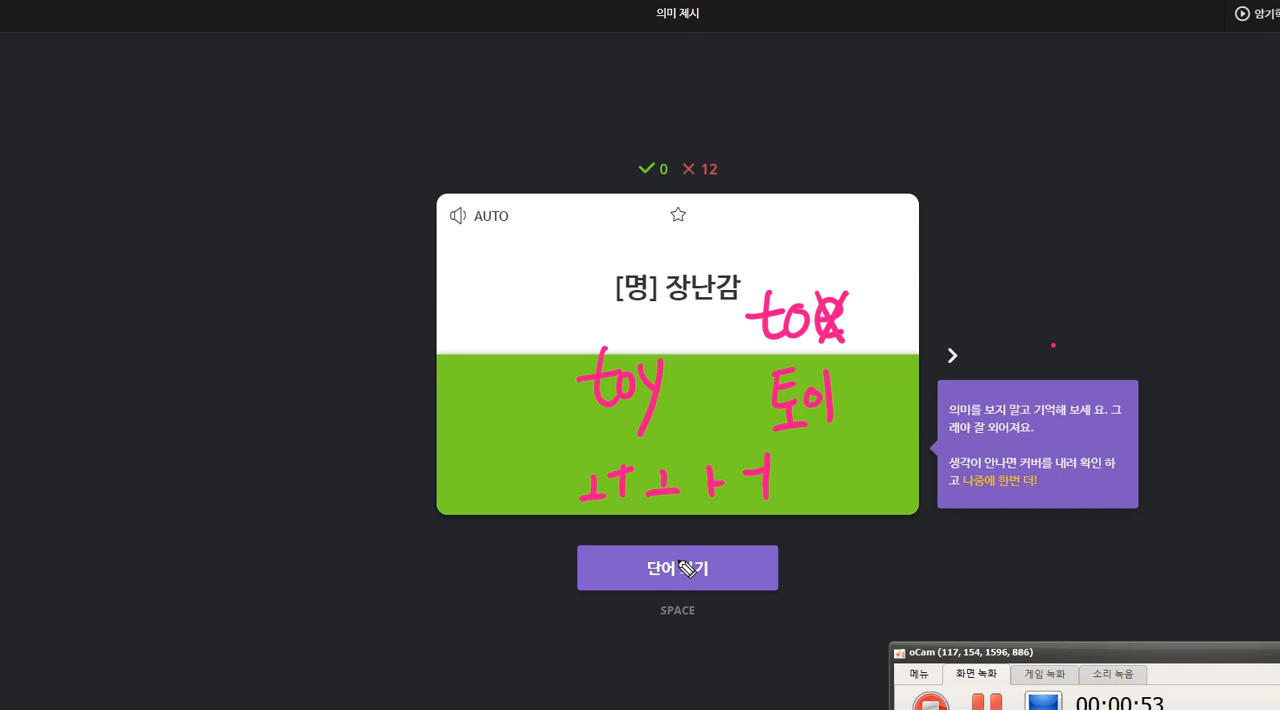 의미 제시
암기학
0 12
AUTO
[명] 장난감
to
toy
토이
ㅗ ㅜ ㅗ ㅏ ㅓ
의미를 보지 말고 기억해 보세 요. 그
래야 잘 외어져요.
생각이 안나면 커버를 내려 확인 하
고 나중에 한번 더!
단어 기
SPACE
oCam (117, 154, 1596, 886)
메뉴 화면 녹화 게임 녹화 소리 녹음
00:00:53